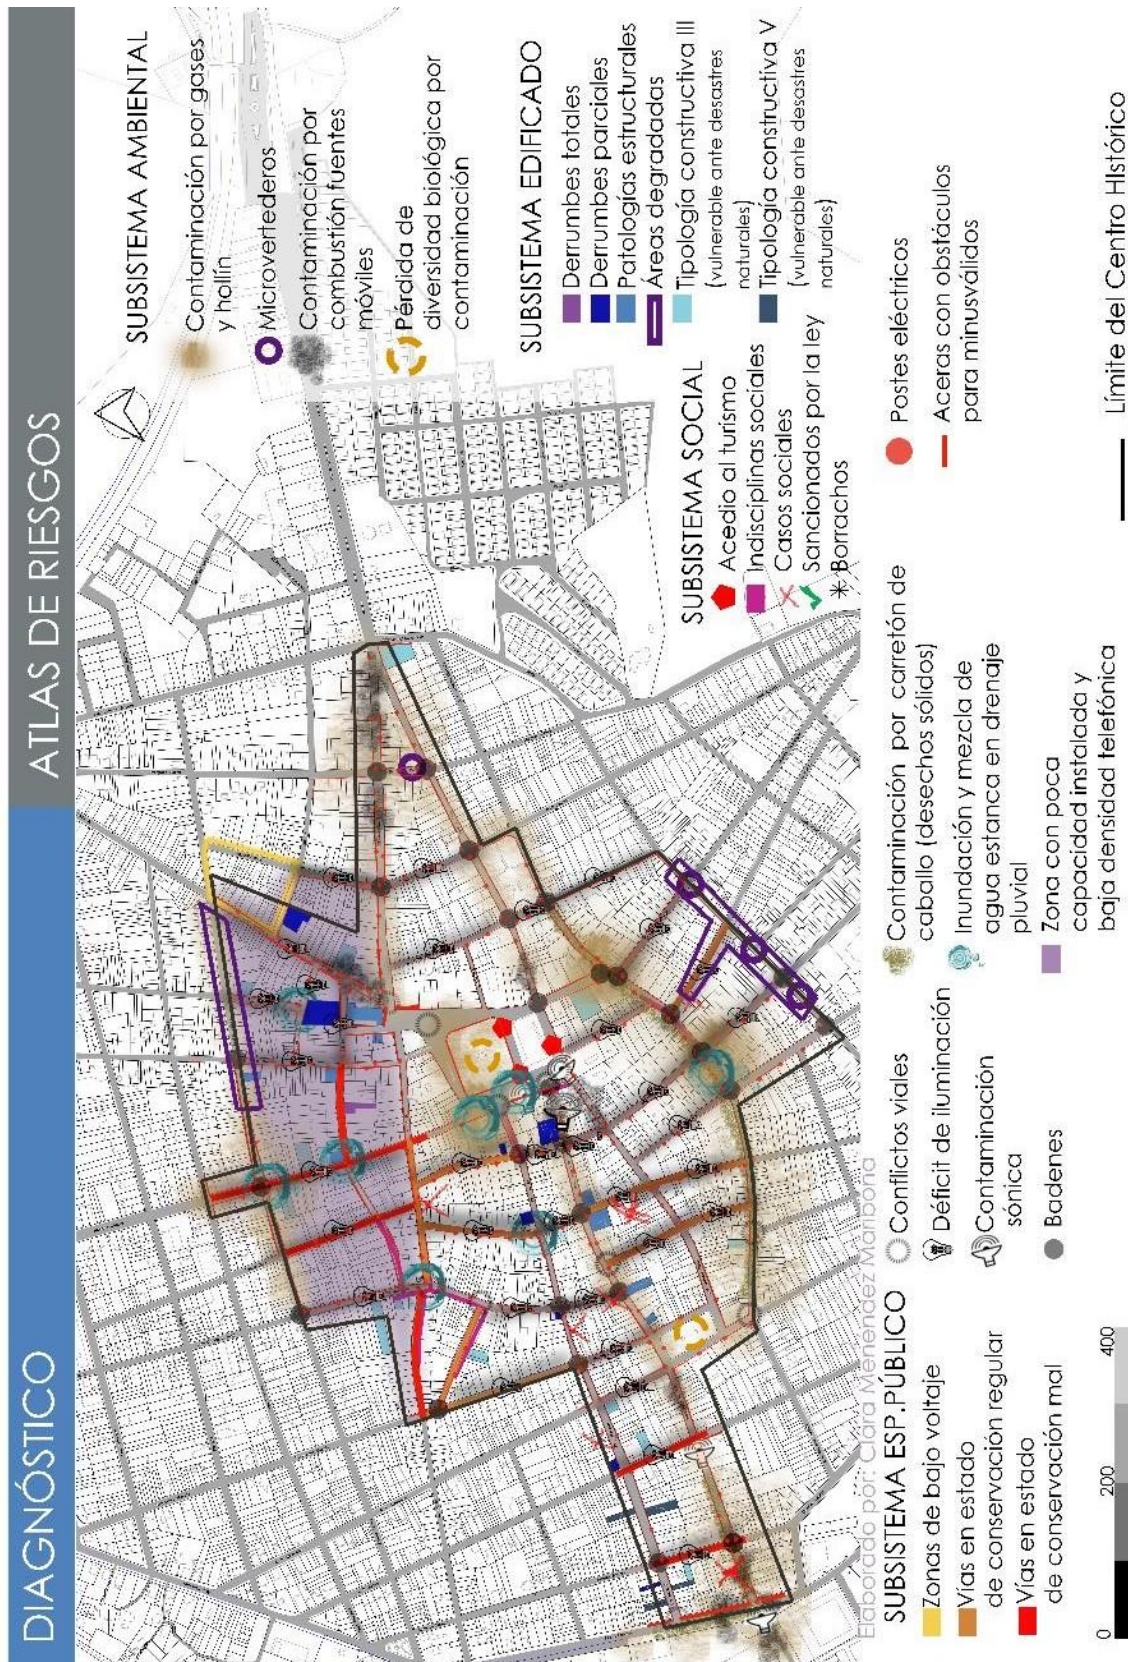 DIAGNÓSTICO
ATLAS DE RIESGOS
SUBSISTEMA AMBIENTAL
Contaminación por gases
y hollín
Microvertederos
Contaminación por
combustión fuentes
móviles
Pérdida de
diversidad biológica por
contaminación
SUBSISTEMA EDIFICADO
Derrumbes totales
Derrumbes parciales
Patologías estructurales
Áreas degradadas
Tipología constructiva III
(vulnerable ante desastres
naturales)
Tipología constructiva V
(vulnerable ante desastres
naturales)
SUBSISTEMA SOCIAL
Acedo al turismo
Indisciplinas sociales
Casos sociales
Sancionados por la ley
Borrachos
Elaborado por: Clara Menéndez Maribona
SUBSISTEMA ESP.PÚBLICO
Zonas de bajo voltaje
Vías en estado
de conservación regular
Vías en estado
de conservación mal
Conflictos viales
Déficit de iluminación
Contaminación
sónica
Badenes
Contaminación por carretón de
caballo (desechos sólidos)
Inundación y mezcla de
agua estanca en drenaje
pluvial
Zona con poca
capacidad instalada y
baja densidad telefónica
Postes eléctricos
Aceras con obstáculos
para minusválidos
Límite del Centro HIstórico
0
200
400